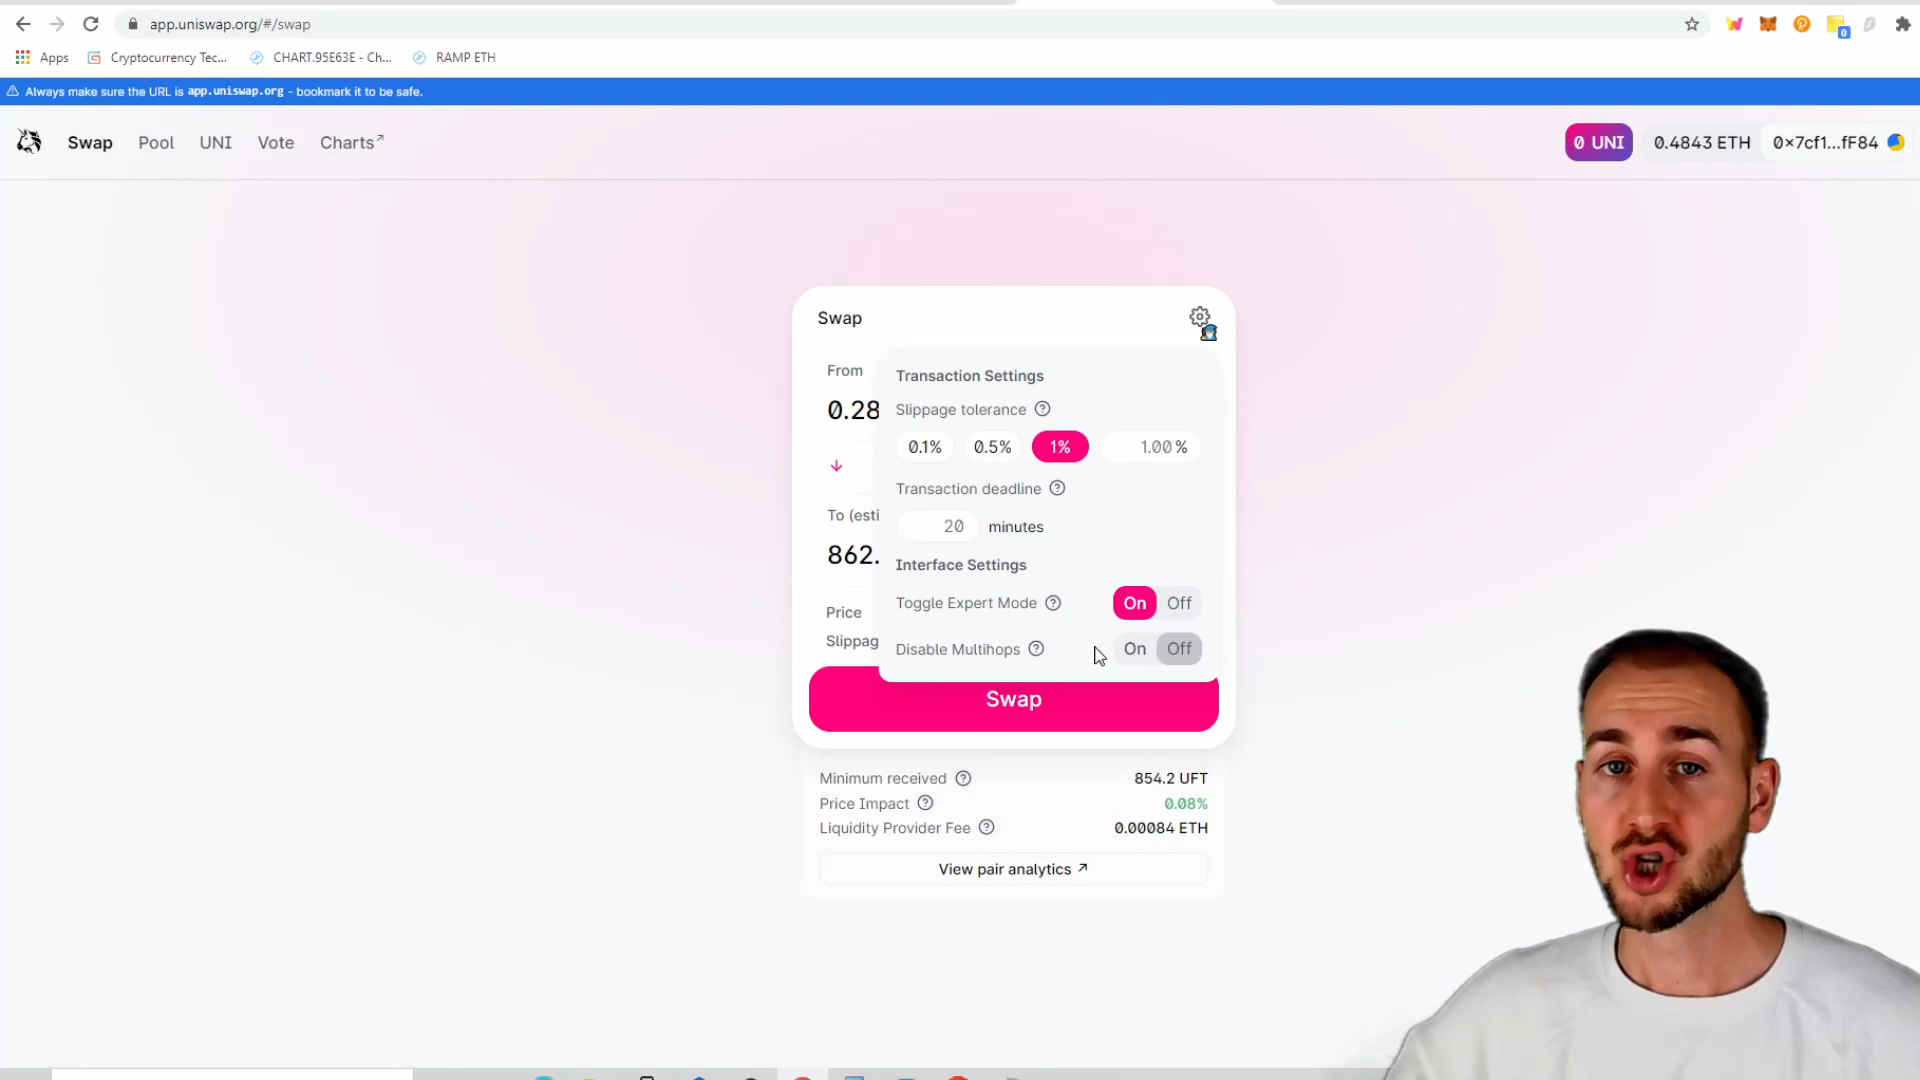 app.uniswap.org/#/swap
Apps
Cryptocurrency Tec...
CHART.95E63E - Ch...
RAMP ETH
0
Always make sure the URL is app.uniswap.org - bookmark it to be safe.
Swap
Pool
UNI
Vote
Charts↗
0 UNI
0.4843 ETH
0x7cf1...fF84
Swap
From
0.28
To (esti
862.
Price
Slippag
Transaction Settings
Slippage tolerance ?
0.1%
0.5%
1%
1.00 %
Transaction deadline ?
20 minutes
Interface Settings
Toggle Expert Mode ? On Off
Disable Multihops ? On Off
Swap
Minimum received ? 854.2 UFT
Price Impact ? 0.08%
Liquidity Provider Fee ? 0.00084 ETH
View pair analytics ↗